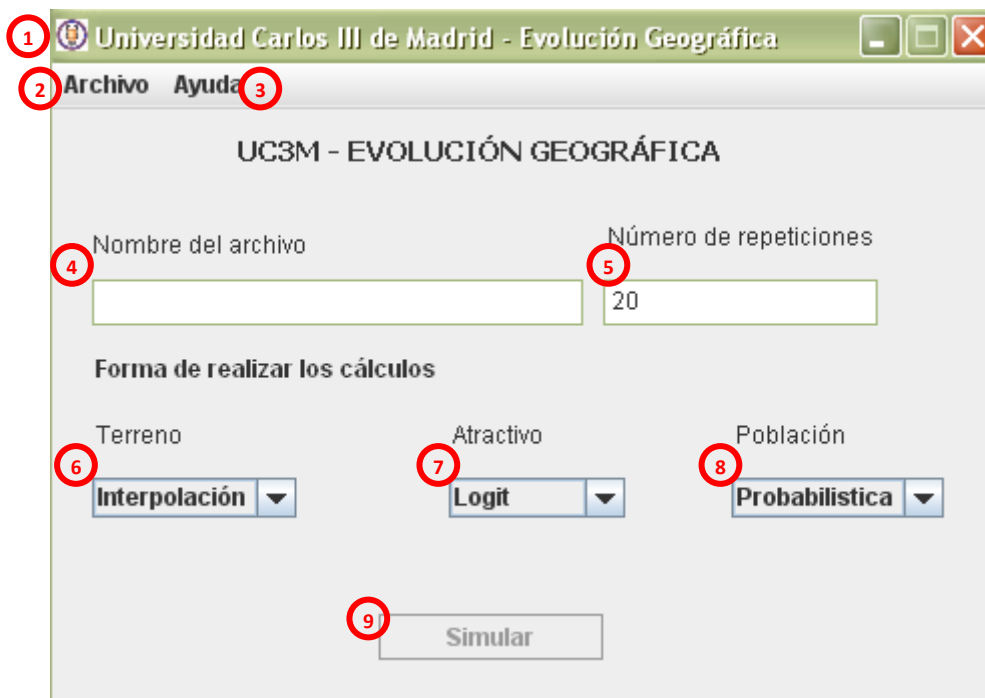 1 Universidad Carlos III de Madrid - Evolución Geográfica
2 Archivo Ayuda 3
UC3M - EVOLUCIÓN GEOGRÁFICA
Nombre del archivo Número de repeticiones
4 5
20
Forma de realizar los cálculos
Terreno Atractivo Población
6 7 8
Interpolación Logit Probabilistica
9
Simular